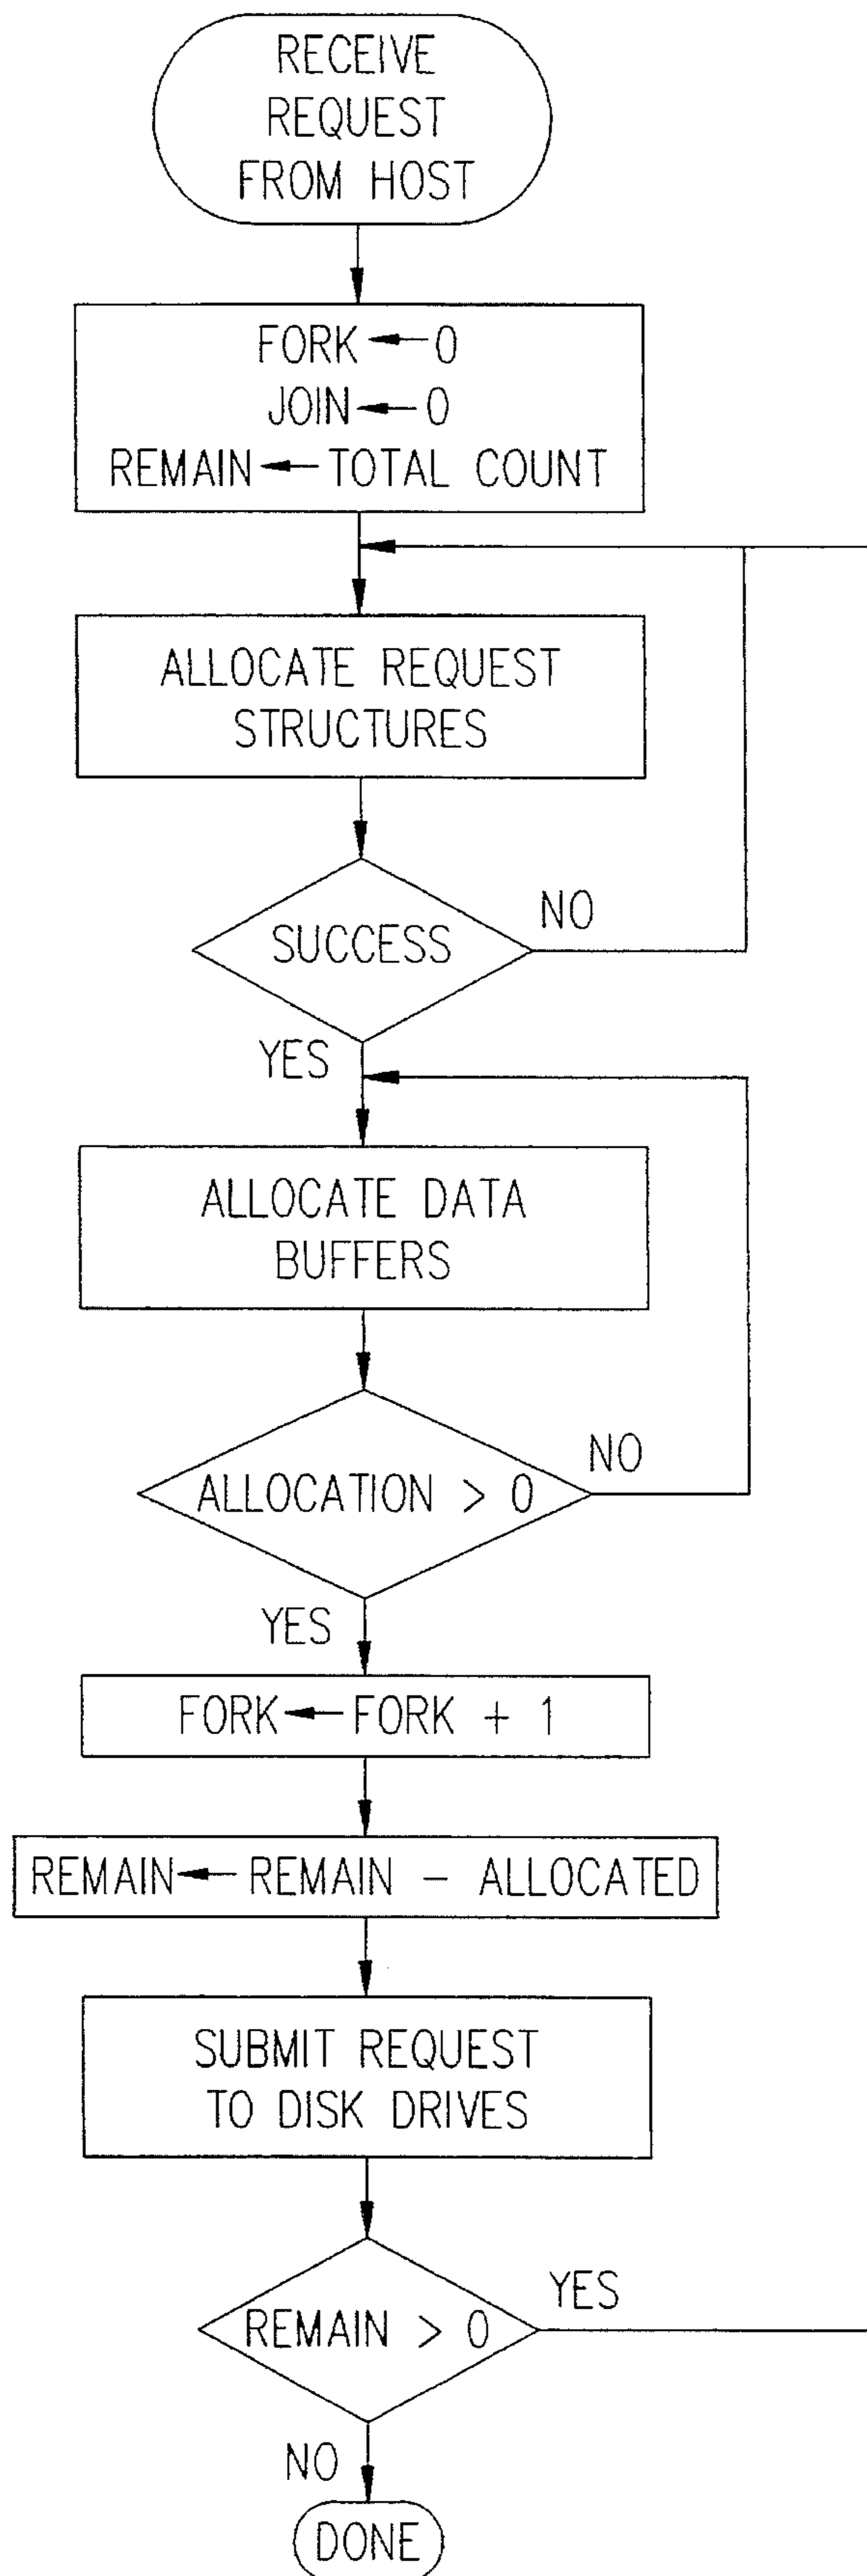 RECEIVE
REQUEST
FROM HOST
FORK ← 0
JOIN ← 0
REMAIN ← TOTAL COUNT
ALLOCATE REQUEST
STRUCTURES
SUCCESS
NO
YES
ALLOCATE DATA
BUFFERS
ALLOCATION > 0
NO
YES
FORK ← FORK + 1
REMAIN ← REMAIN - ALLOCATED
SUBMIT REQUEST
TO DISK DRIVES
REMAIN > 0
YES
NO
DONE